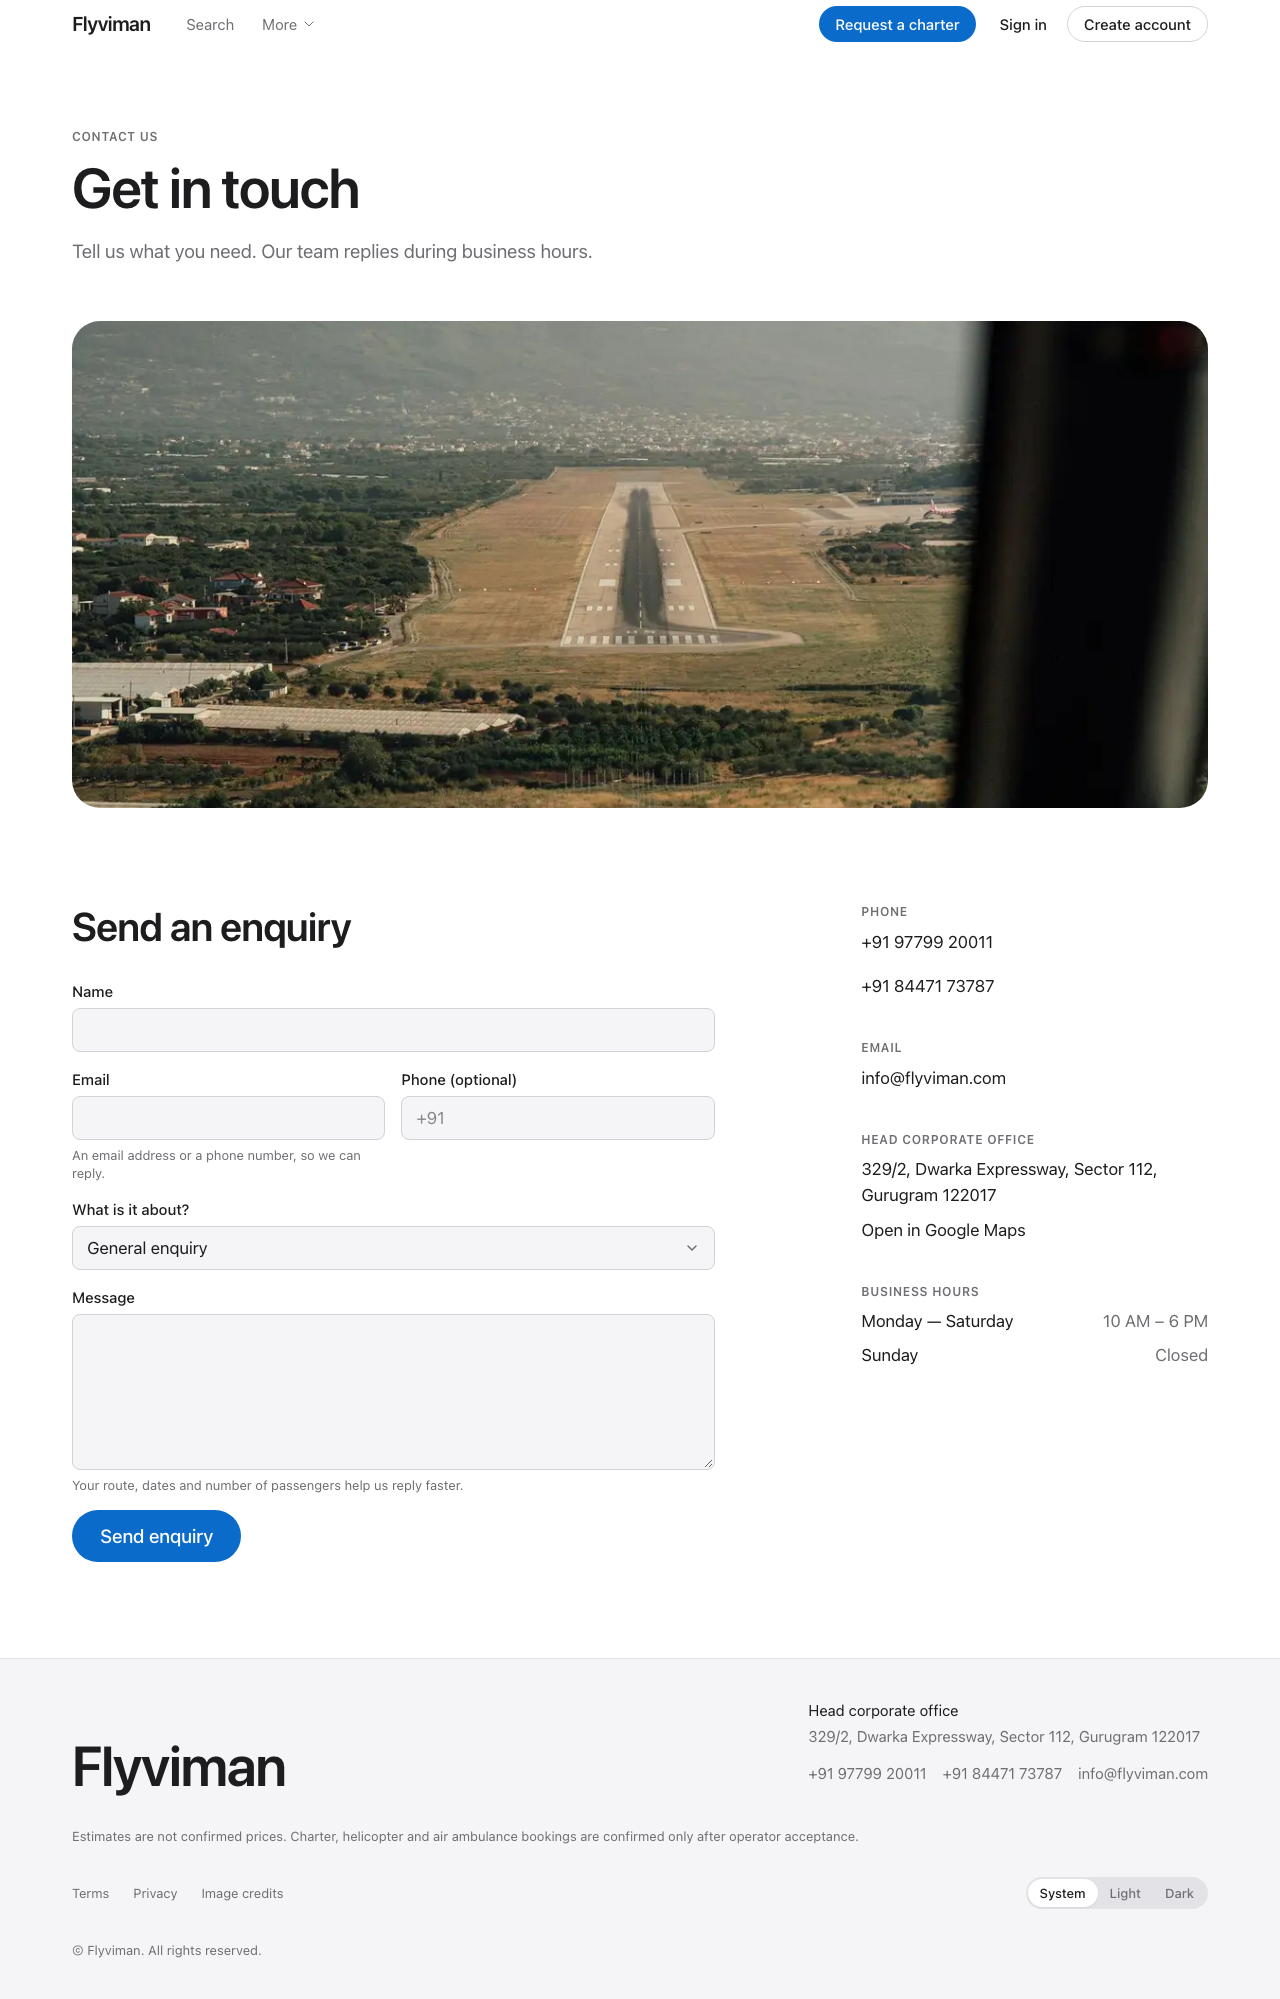 Flyviman
Search
More
Request a charter
Sign in
Create account
CONTACT US
Get in touch
Tell us what you need. Our team replies during business hours.
Send an enquiry
Name
Email
Phone (optional)
+91
An email address or a phone number, so we can
reply.
What is it about?
General enquiry
Message
Your route, dates and number of passengers help us reply faster.
Send enquiry
PHONE
+91 97799 20011
+91 84471 73787
EMAIL
info@flyviman.com
HEAD CORPORATE OFFICE
329/2, Dwarka Expressway, Sector 112,
Gurugram 122017
Open in Google Maps
BUSINESS HOURS
Monday — Saturday 10 AM – 6 PM
Sunday Closed
Flyviman
Head corporate office
329/2, Dwarka Expressway, Sector 112, Gurugram 122017
+91 97799 20011 +91 84471 73787 info@flyviman.com
Estimates are not confirmed prices. Charter, helicopter and air ambulance bookings are confirmed only after operator acceptance.
Terms Privacy Image credits
System Light Dark
© Flyviman. All rights reserved.